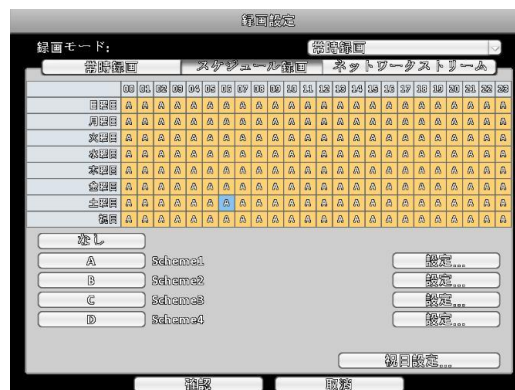 録画設定
録画モード: 常時録画
常時録画 スケジュール録画 ネットワークストリーム
00 01 02 03 04 05 06 07 08 09 10 11 12 13 14 15 16 17 18 19 20 21 22 23
日曜日 A A A A A A A A A A A A A A A A A A A A A A A A
月曜日 A A A A A A A A A A A A A A A A A A A A A A A A
火曜日 A A A A A A A A A A A A A A A A A A A A A A A A
水曜日 A A A A A A A A A A A A A A A A A A A A A A A A
木曜日 A A A A A A A A A A A A A A A A A A A A A A A A
金曜日 A A A A A A A A A A A A A A A A A A A A A A A A
土曜日 A A A A A A A A A A A A A A A A A A A A A A A A
祝日 A A A A A A A A A A A A A A A A A A A A A A A A
なし
A Scheme1 設定...
B Scheme2 設定...
C Scheme3 設定...
D Scheme4 設定...
祝日設定...
確認 取消